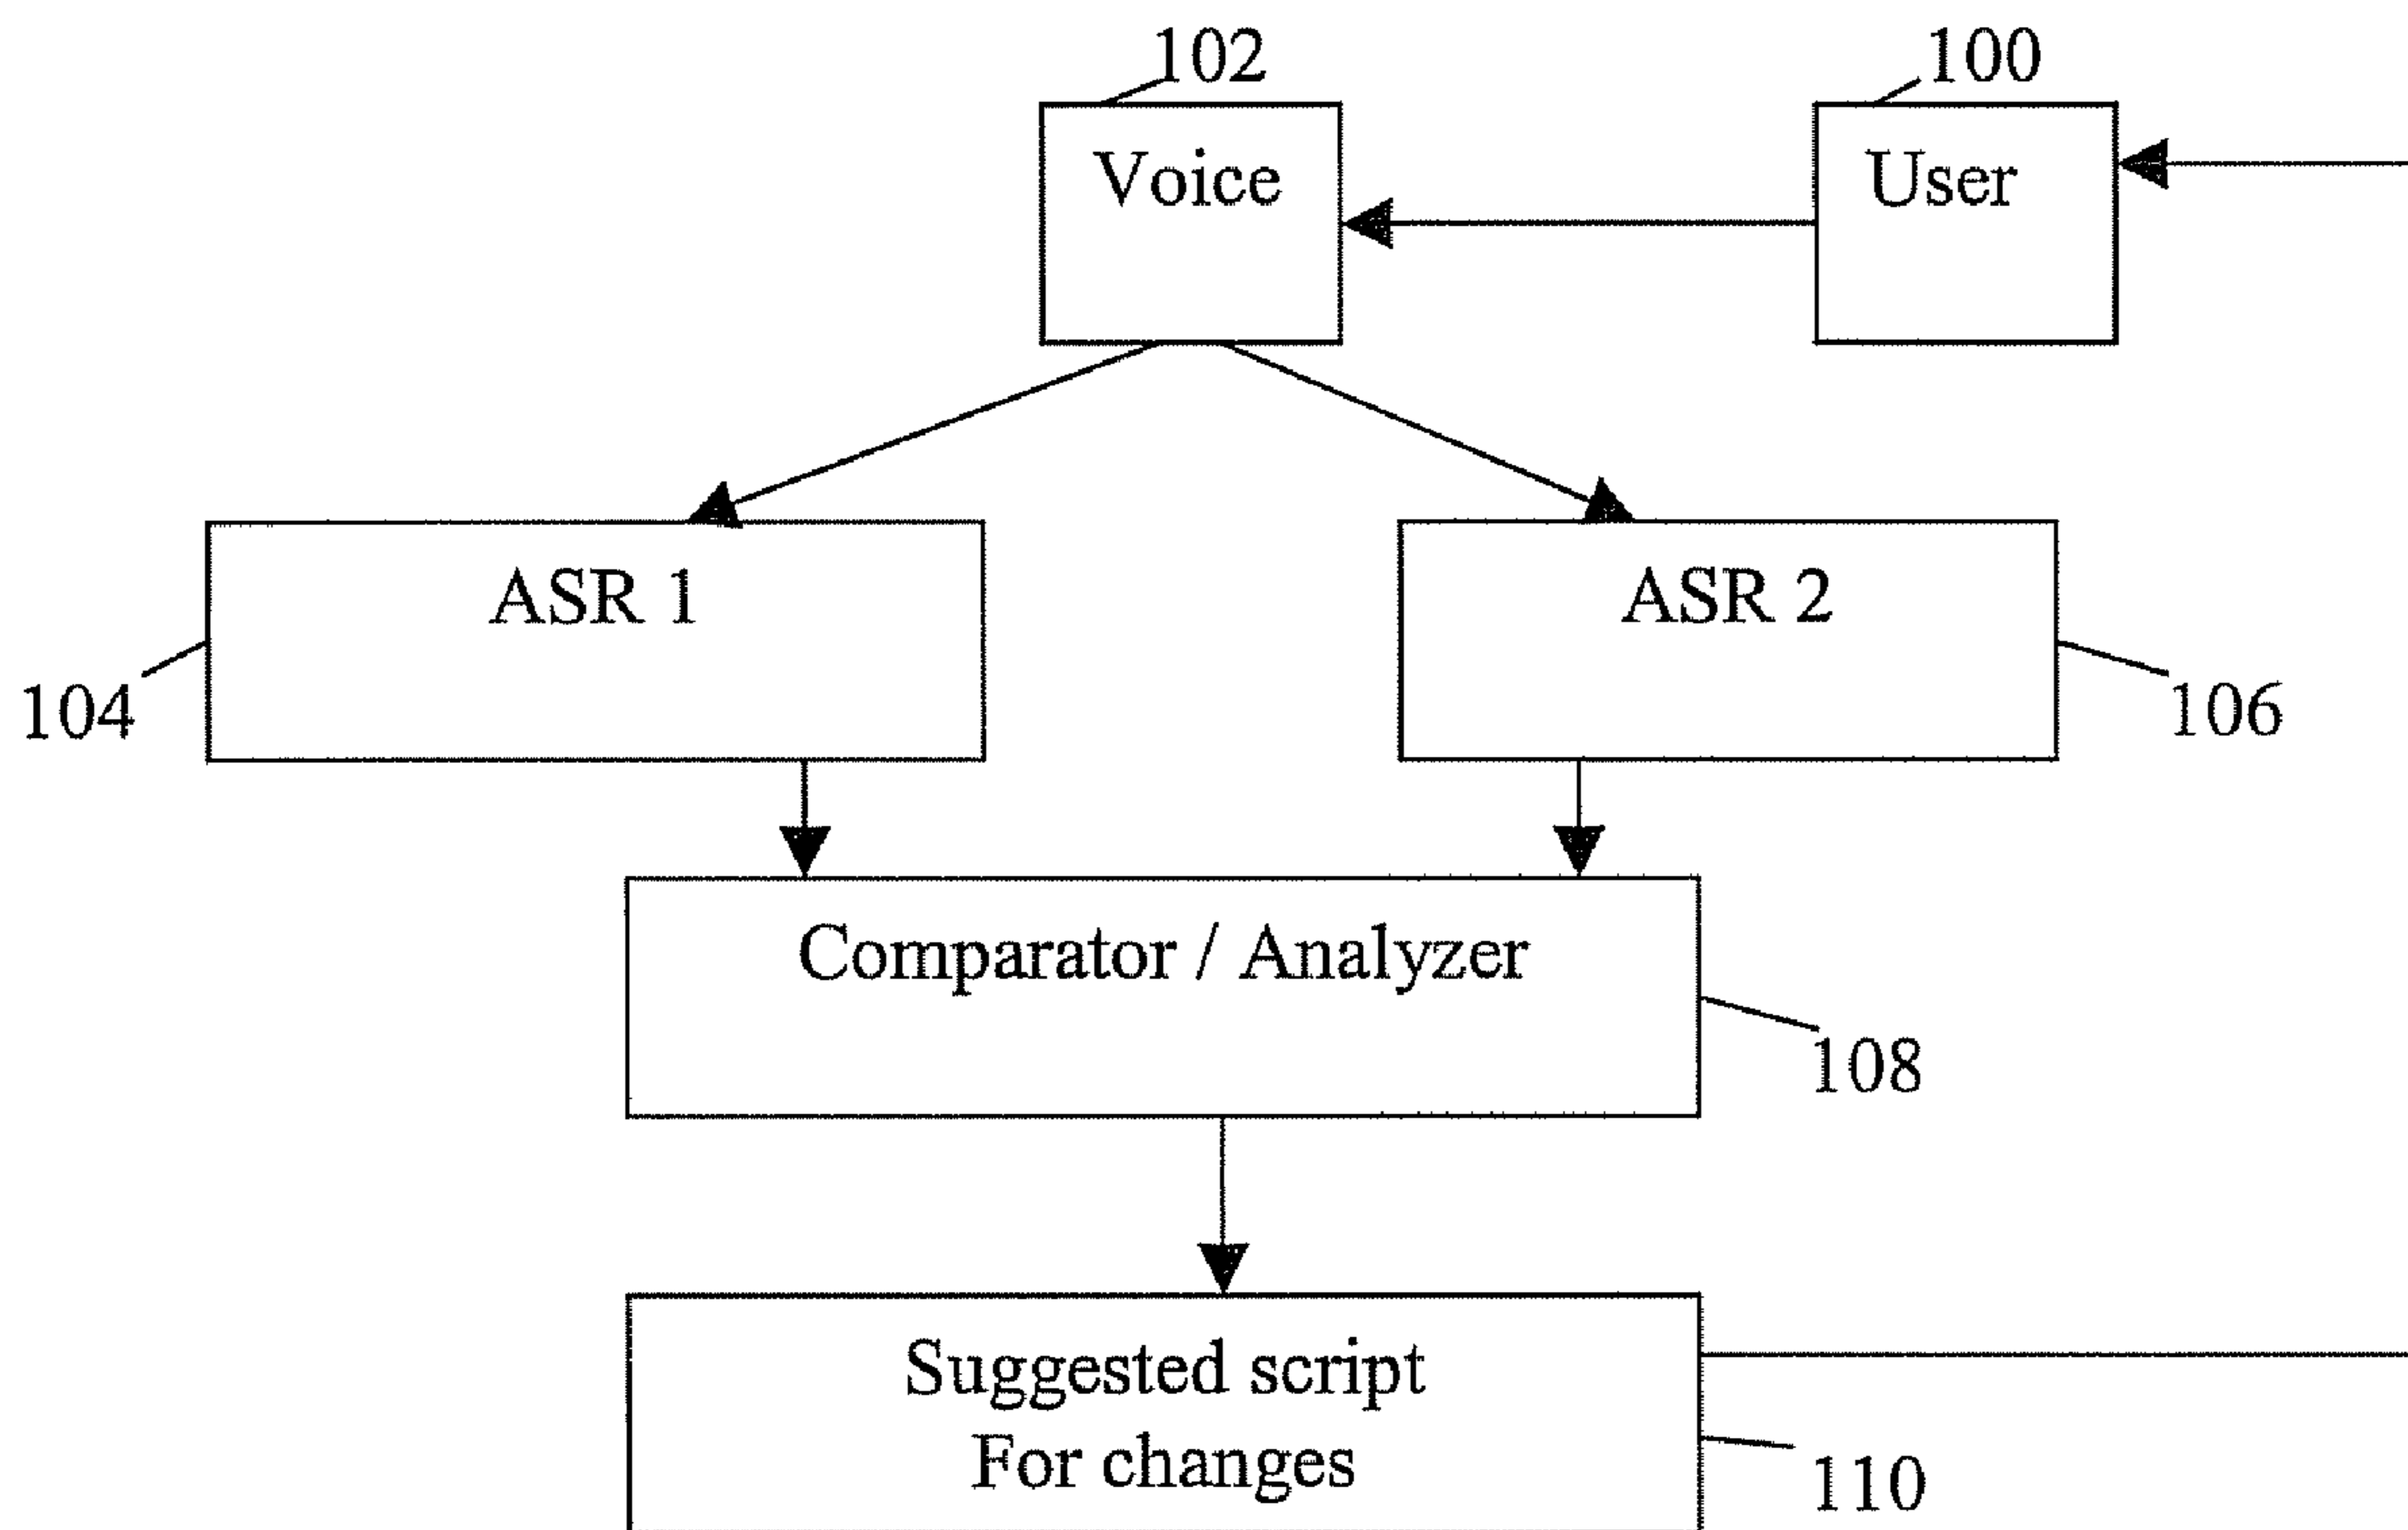 102
100
Voice
User
ASR 1
ASR 2
104
106
Comparator / Analyzer
108
Suggested script
For changes
110